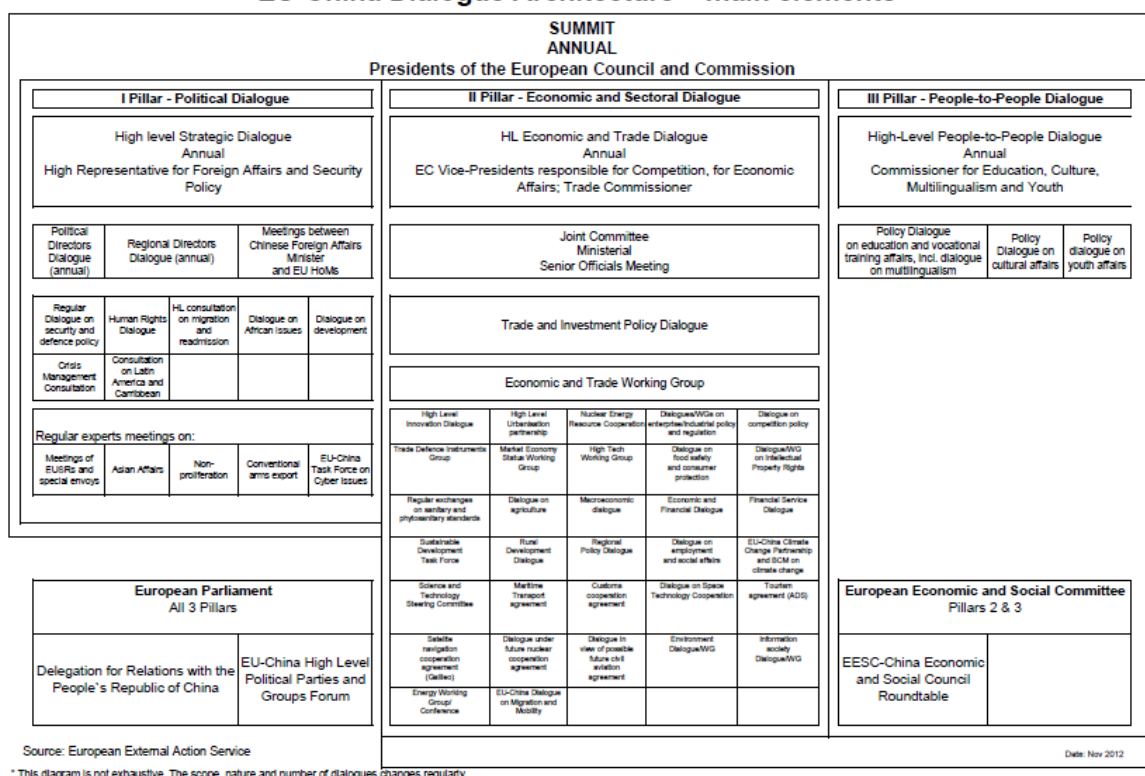 EU-China Dialogue Architecture – main elements
SUMMIT
ANNUAL
Presidents of the European Council and Commission
I Pillar - Political Dialogue
High level Strategic Dialogue
Annual
High Representative for Foreign Affairs and Security
Policy
Political
Directors
Dialogue
(annual)
Regional Directors
Dialogue (annual)
Meetings between
Chinese Foreign Affairs
Minister
and EU HoMs
Regular
Dialogue on
security and
defence policy
Human Rights
Dialogue
HL consultation
on migration
and
readmission
Dialogue on
African Issues
Dialogue on
development
Crisis
Management
Consultation
Consultation
on Latin
America and
Carribbean
Regular experts meetings on:
Meetings of
EUSRs and
special envoys
Asian Affairs
Non-
proliferation
Conventional
arms export
EU-China
Task Force on
Cyber Issues
II Pillar - Economic and Sectoral Dialogue
HL Economic and Trade Dialogue
Annual
EC Vice-Presidents responsible for Competition, for Economic
Affairs; Trade Commissioner
Joint Committee
Ministerial
Senior Officials Meeting
Trade and Investment Policy Dialogue
Economic and Trade Working Group
High Level
Innovation Dialogue
High Level
Urbanisation
partnership
Nuclear Energy
Resource Cooperation
Dialogues/WGs on
enterprise/industrial policy
and regulation
Dialogue on
competition policy
Trade Defence Instruments
Group
Market Economy
Status Working
Group
High Tech
Working Group
Dialogue on
food safety
and consumer
protection
Dialogue/WG
on Intellectual
Property Rights
Regular exchanges
on sanitary and
phytosanitary standards
Dialogue on
agriculture
Macroeconomic
dialogue
Economic and
Financial Dialogue
Financial Service
Dialogue
Sustainable
Development
Task Force
Rural
Development
Dialogue
Regional
Policy Dialogue
Dialogue on
employment
and social affairs
EU-China Climate
Change Partnership
and BCM on
climate change
Science and
Technology
Steering Committee
Maritime
Transport
agreement
Customs
cooperation
agreement
Dialogue on Space
Technology Cooperation
Tourism
agreement (ADS)
Satellite
navigation
cooperation
agreement
(Galileo)
Dialogue under
future nuclear
cooperation
agreement
Dialogue in
view of possible
future civil
aviation
agreement
Environment
Dialogue/WG
Information
society
Dialogue/WG
Energy Working
Group/
Conference
EU-China Dialogue
on Migration and
Mobility
III Pillar - People-to-People Dialogue
High-Level People-to-People Dialogue
Annual
Commissioner for Education, Culture,
Multilingualism and Youth
Policy Dialogue
on education and vocational
training affairs, incl. dialogue
on multilingualism
Policy
Dialogue on
cultural affairs
Policy
dialogue on
youth affairs
European Parliament
All 3 Pillars
Delegation for Relations with the
People`s Republic of China
EU-China High Level
Political Parties and
Groups Forum
European Economic and Social Committee
Pillars 2 & 3
EESC-China Economic
and Social Council
Roundtable
Source: European External Action Service
Date: Nov 2012
* This diagram is not exhaustive. The scope, nature and number of dialogues changes regularly